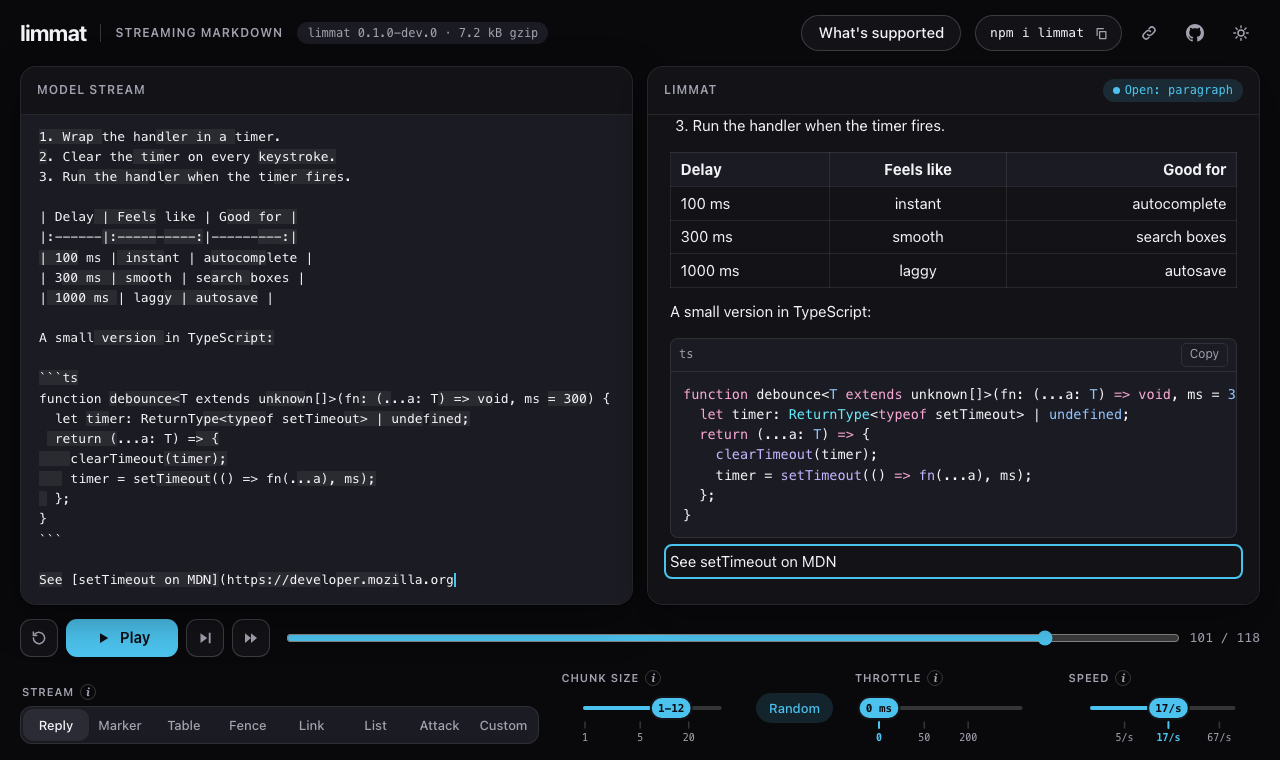 limmat
STREAMING MARKDOWN
limmat 0.1.0-dev.0 · 7.2 kB gzip
What's supported
npm i limmat
MODEL STREAM
1. Wrap the handler in a timer.
2. Clear the timer on every keystroke.
3. Run the handler when the timer fires.
| Delay | Feels like | Good for |
|:------|:----------:|---------:|
| 100 ms | instant | autocomplete |
| 300 ms | smooth | search boxes |
| 1000 ms | laggy | autosave |
A small version in TypeScript:
```ts
function debounce<T extends unknown[]>(fn: (...a: T) => void, ms = 300) {
  let timer: ReturnType<typeof setTimeout> | undefined;
  return (...a: T) => {
    clearTimeout(timer);
    timer = setTimeout(() => fn(...a), ms);
  };
}
```
See [setTimeout on MDN](https://developer.mozilla.org
LIMMAT
Open: paragraph
3. Run the handler when the timer fires.
Delay Feels like Good for
100 ms instant autocomplete
300 ms smooth search boxes
1000 ms laggy autosave
A small version in TypeScript:
ts
Copy
function debounce<T extends unknown[]>(fn: (...a: T) => void, ms = 3
  let timer: ReturnType<typeof setTimeout> | undefined;
  return (...a: T) => {
    clearTimeout(timer);
    timer = setTimeout(() => fn(...a), ms);
  };
}
See setTimeout on MDN
Play
101 / 118
STREAM i
Reply Marker Table Fence Link List Attack Custom
CHUNK SIZE i
1–12
1 5 20
Random
THROTTLE i
0 ms
0 50 200
SPEED i
17/s
5/s 17/s 67/s